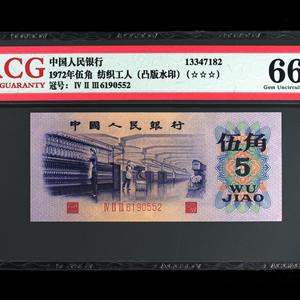 ACG
GUARANTY
中国人民银行 13347182
1972年伍角 纺织工人（凸版水印）（☆☆☆）
冠号： Ⅳ Ⅱ Ⅲ 6190552
66
Gem Uncircul
中国人民银行
伍角
5
WU
JIAO
Ⅳ Ⅱ Ⅲ 6190552